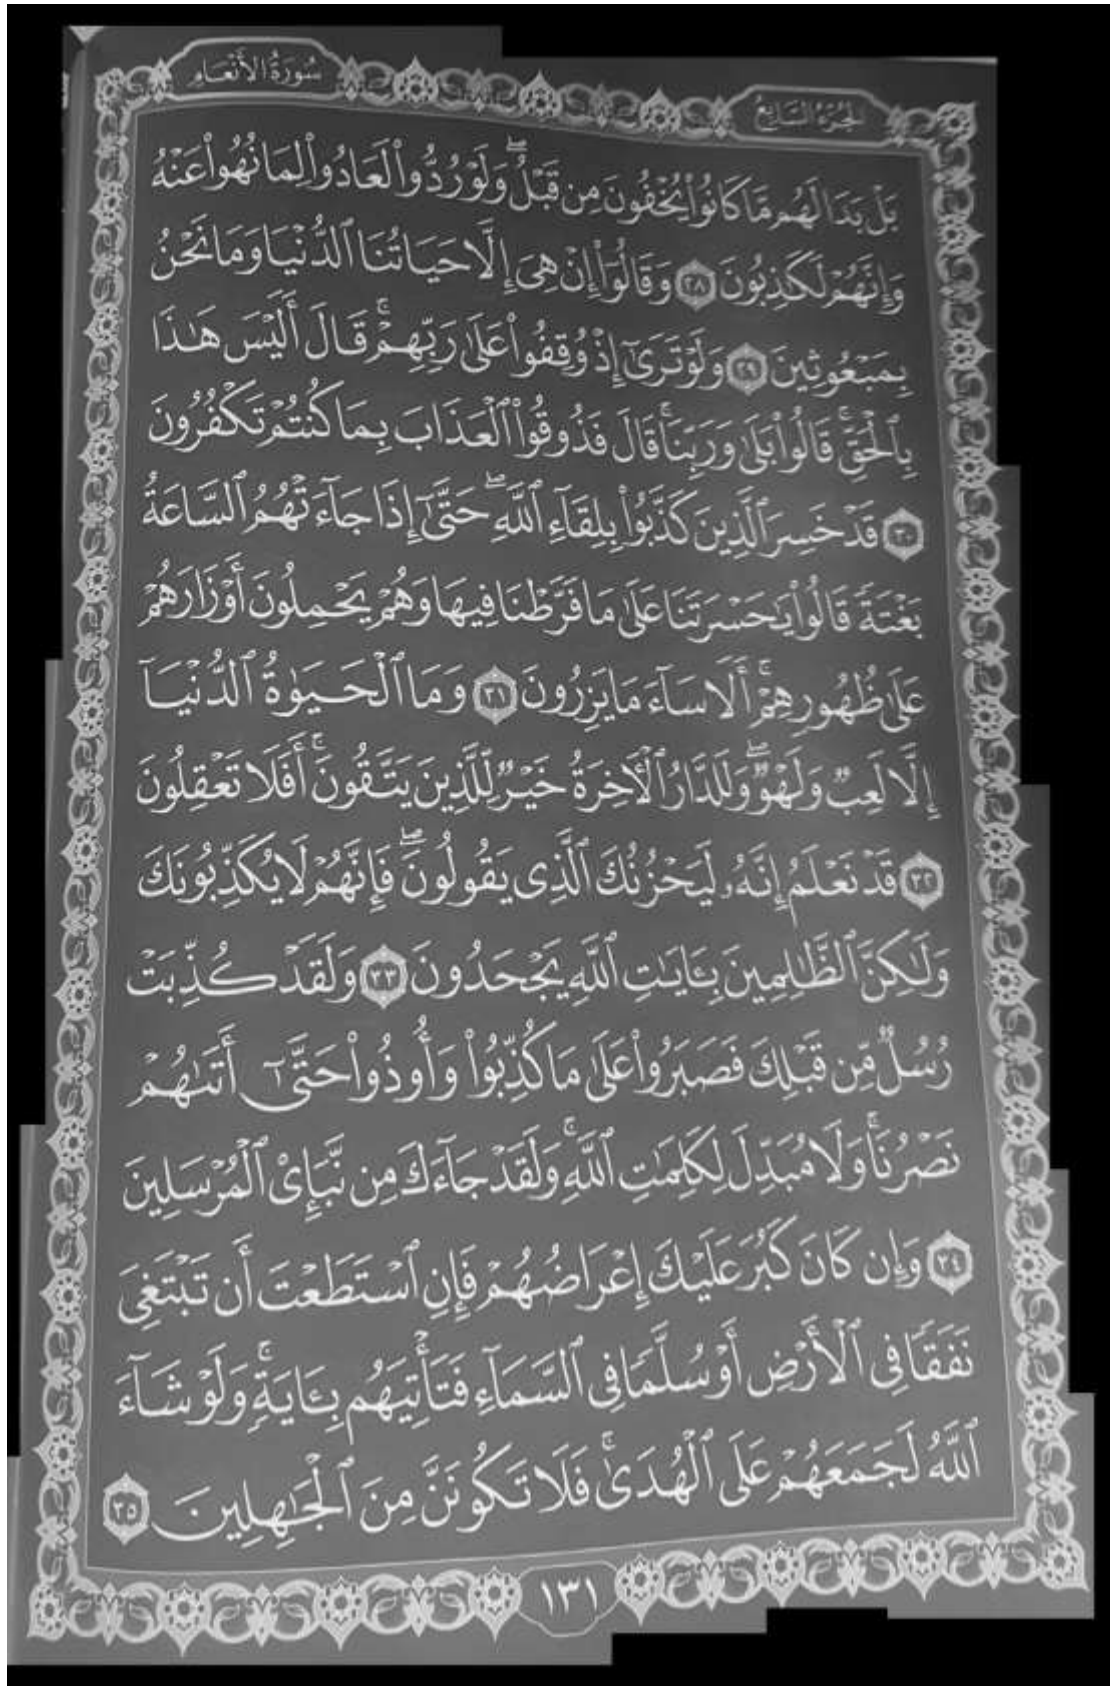 سُورَةُ الأَنْعَامِ
الجُزْءُ السَّابِعُ
بَلْ بَدَا لَهُم مَّا كَانُوا۟ يُخْفُونَ مِن قَبْلُ ۖ وَلَوْ رُدُّوا۟ لَعَادُوا۟ لِمَا نُهُوا۟ عَنْهُ
وَإِنَّهُمْ لَكَـٰذِبُونَ ٢٨ وَقَالُوٓا۟ إِنْ هِىَ إِلَّا حَيَاتُنَا ٱلدُّنْيَا وَمَا نَحْنُ
بِمَبْعُوثِينَ ٢٩ وَلَوْ تَرَىٰٓ إِذْ وُقِفُوا۟ عَلَىٰ رَبِّهِمْ ۚ قَالَ أَلَيْسَ هَـٰذَا
بِٱلْحَقِّ ۚ قَالُوا۟ بَلَىٰ وَرَبِّنَا ۚ قَالَ فَذُوقُوا۟ ٱلْعَذَابَ بِمَا كُنتُمْ تَكْفُرُونَ
٣٠ قَدْ خَسِرَ ٱلَّذِينَ كَذَّبُوا۟ بِلِقَآءِ ٱللَّهِ ۖ حَتَّىٰٓ إِذَا جَآءَتْهُمُ ٱلسَّاعَةُ
بَغْتَةً قَالُوا۟ يَـٰحَسْرَتَنَا عَلَىٰ مَا فَرَّطْنَا فِيهَا وَهُمْ يَحْمِلُونَ أَوْزَارَهُمْ
عَلَىٰ ظُهُورِهِمْ ۚ أَلَا سَآءَ مَا يَزِرُونَ ٣١ وَمَا ٱلْحَيَوٰةُ ٱلدُّنْيَآ
إِلَّا لَعِبٌ وَلَهْوٌ ۖ وَلَلدَّارُ ٱلْـَٔاخِرَةُ خَيْرٌ لِّلَّذِينَ يَتَّقُونَ ۗ أَفَلَا تَعْقِلُونَ
٣٢ قَدْ نَعْلَمُ إِنَّهُۥ لَيَحْزُنُكَ ٱلَّذِى يَقُولُونَ ۖ فَإِنَّهُمْ لَا يُكَذِّبُونَكَ
وَلَـٰكِنَّ ٱلظَّـٰلِمِينَ بِـَٔايَـٰتِ ٱللَّهِ يَجْحَدُونَ ٣٣ وَلَقَدْ كُذِّبَتْ
رُسُلٌ مِّن قَبْلِكَ فَصَبَرُوا۟ عَلَىٰ مَا كُذِّبُوا۟ وَأُوذُوا۟ حَتَّىٰٓ أَتَىٰهُمْ
نَصْرُنَا ۚ وَلَا مُبَدِّلَ لِكَلِمَـٰتِ ٱللَّهِ ۚ وَلَقَدْ جَآءَكَ مِن نَّبَإِى۟ ٱلْمُرْسَلِينَ
٣٤ وَإِن كَانَ كَبُرَ عَلَيْكَ إِعْرَاضُهُمْ فَإِنِ ٱسْتَطَعْتَ أَن تَبْتَغِىَ
نَفَقًا فِى ٱلْأَرْضِ أَوْ سُلَّمًا فِى ٱلسَّمَآءِ فَتَأْتِيَهُم بِـَٔايَةٍ ۚ وَلَوْ شَآءَ
ٱللَّهُ لَجَمَعَهُمْ عَلَى ٱلْهُدَىٰ ۚ فَلَا تَكُونَنَّ مِنَ ٱلْجَـٰهِلِينَ ٣٥
١٣١